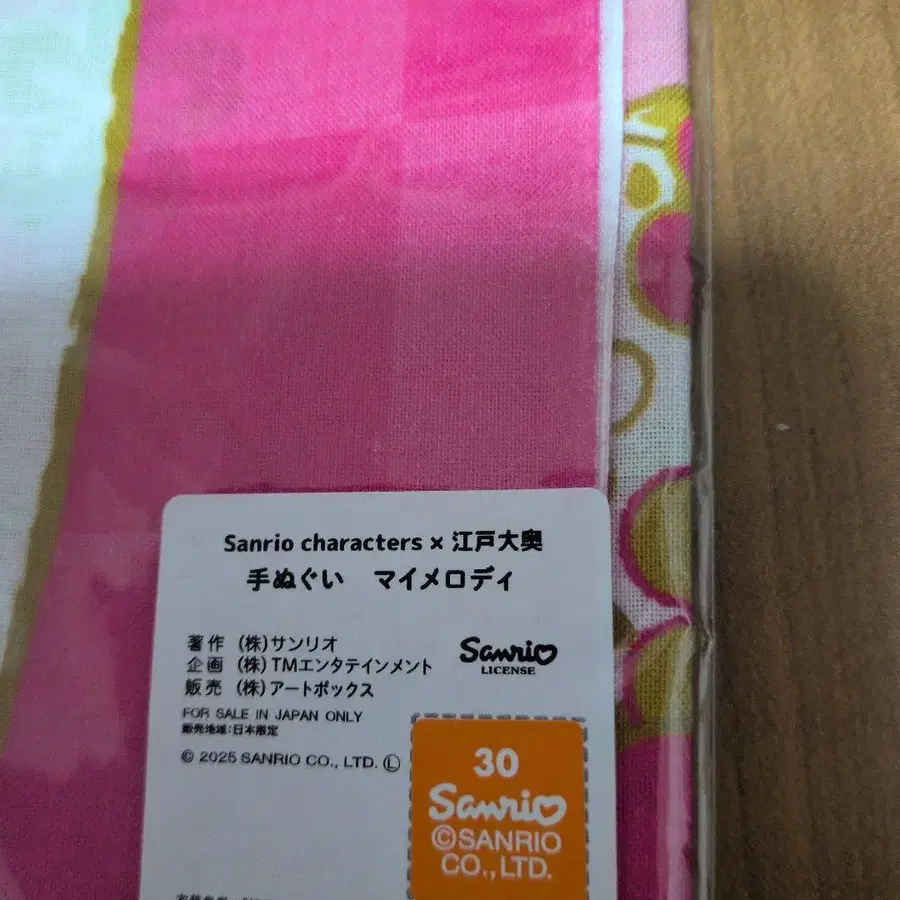 Sanrio characters × 江戸大奥
手ぬぐい　マイメロディ
著作 (株)サンリオ
企画 (株)TMエンタテインメント
販売 (株)アートボックス
Sanrio
LICENSE
FOR SALE IN JAPAN ONLY
販売地域:日本限定
© 2025 SANRIO CO., LTD. Ⓛ
30
Sanrio
©SANRIO
CO., LTD.